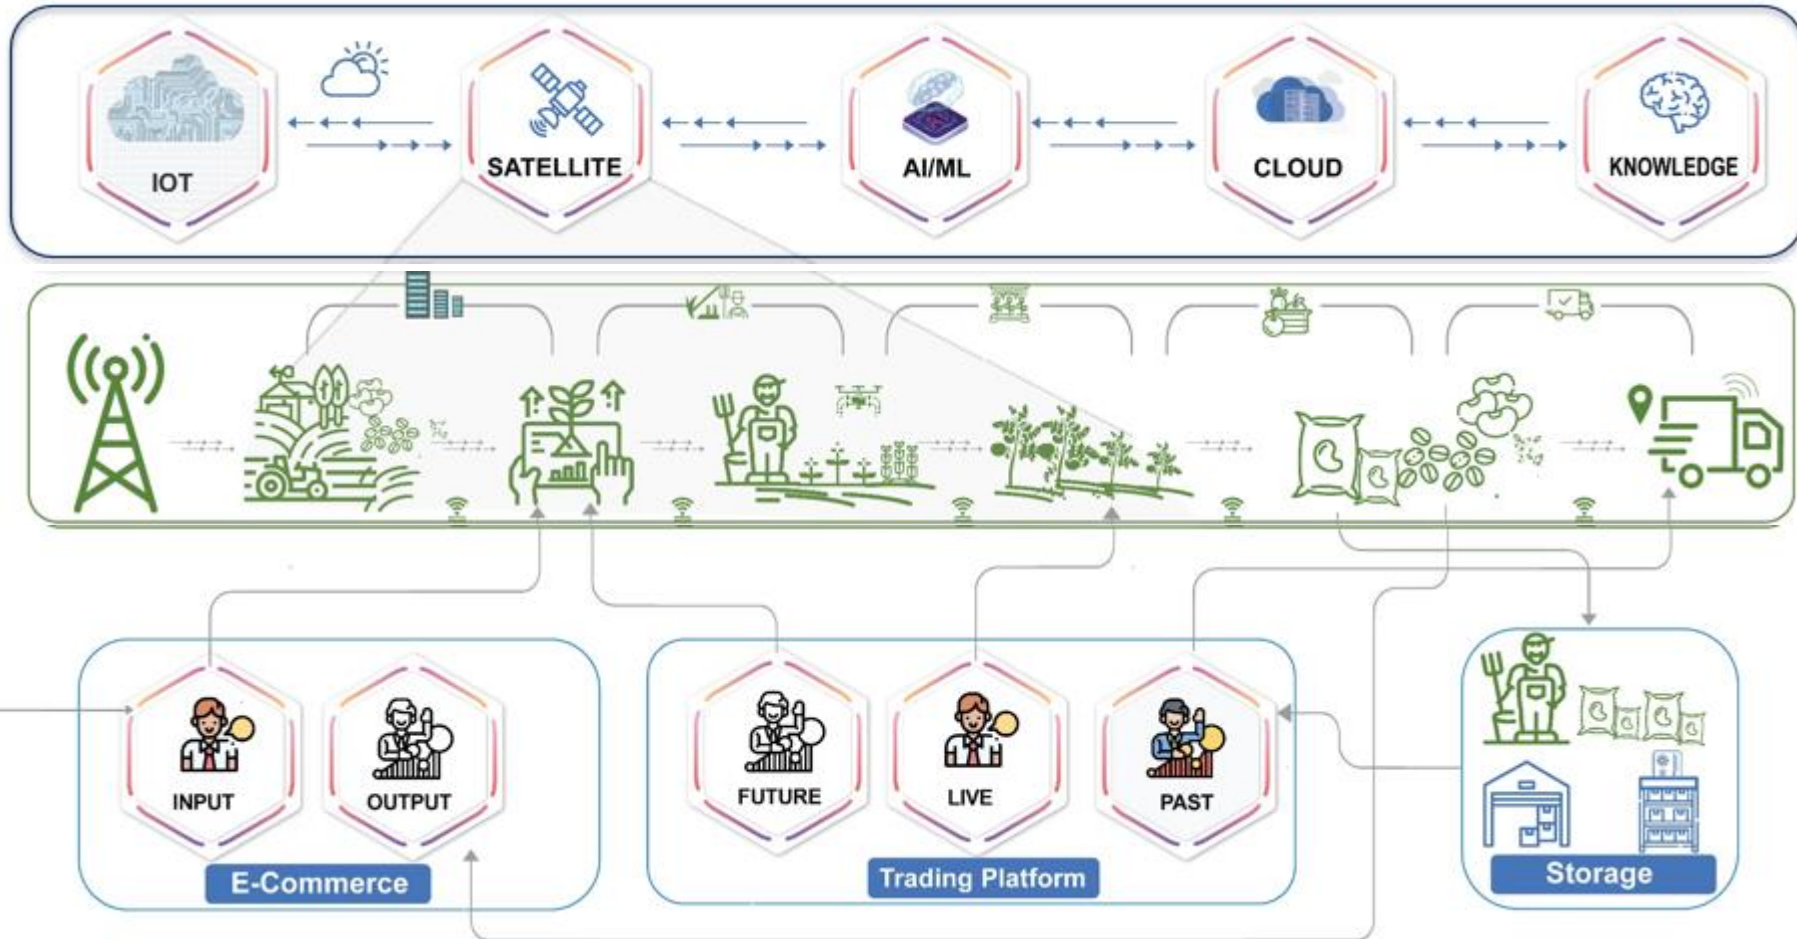 IOT
SATELLITE
AI/ML
CLOUD
KNOWLEDGE
INPUT
OUTPUT
E-Commerce
FUTURE
LIVE
PAST
Trading Platform
Storage